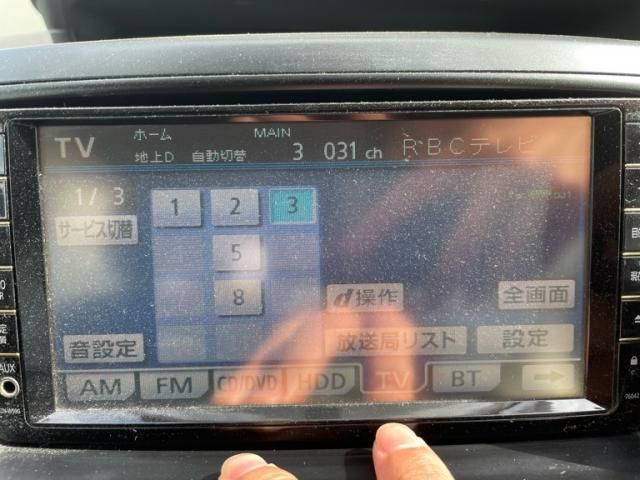 TV ホーム MAIN
地上D 自動切替 3 031 ch RBCテレビ
1/ 3
1 2 3
サービス切替
5
8
d操作 全画面
音設定 放送局リスト 設定
AM FM CD/DVD HDD TV BT
AUX